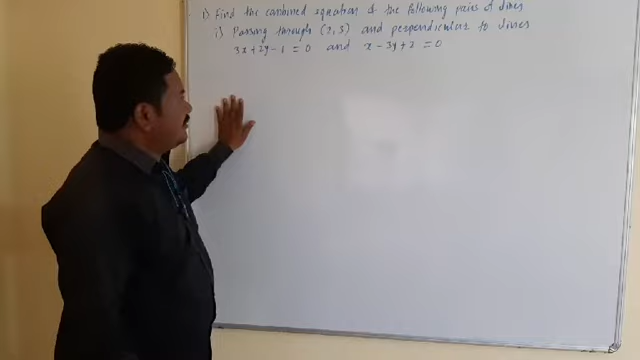 1) Find the combined equation of the following pairs of lines
i) Passing through (2,3) and perpendicular to lines
3x+2y-1=0 and x-3y+2=0